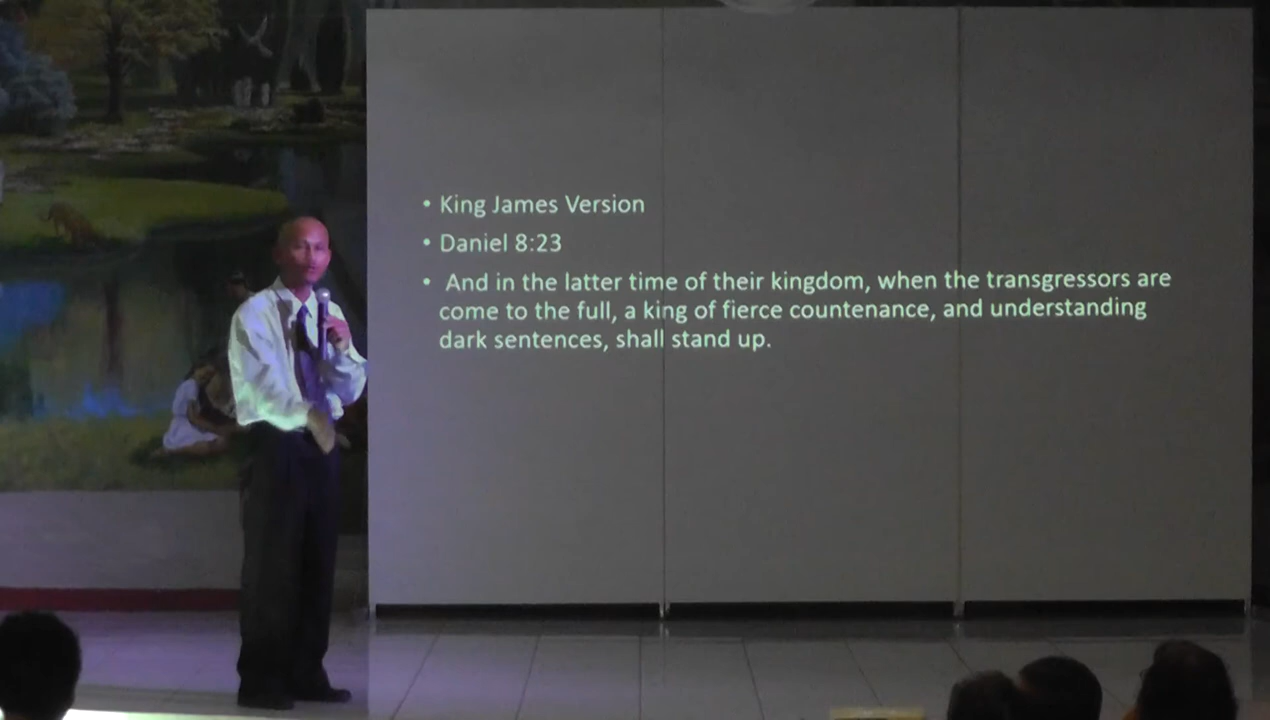 • King James Version
• Daniel 8:23
• And in the latter time of their kingdom, when the transgressors are
come to the full, a king of fierce countenance, and understanding
dark sentences, shall stand up.